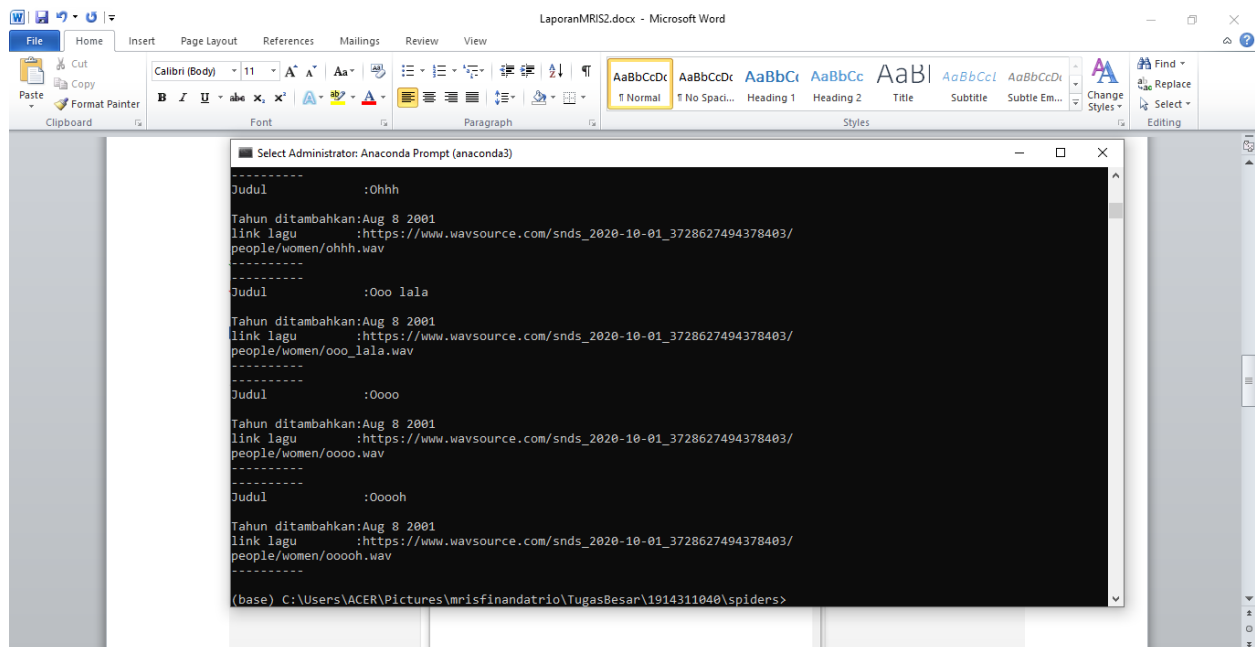 LaporanMRIS2.docx - Microsoft Word
File Home Insert Page Layout References Mailings Review View
Cut
Copy
Format Painter
Paste
Clipboard
Calibri (Body) 11
Font
Paragraph
AaBbCcDc AaBbCcDc AaBbCc AaBbCc AaBl AaBbCcL AaBbCcDc
¶ Normal ¶ No Spaci... Heading 1 Heading 2 Title Subtitle Subtle Em...
Change Styles
Styles
Find
Replace
Select
Editing
Select Administrator: Anaconda Prompt (anaconda3)
----------
Judul :Ohhh
Tahun ditambahkan:Aug 8 2001
link lagu :https://www.wavsource.com/snds_2020-10-01_3728627494378403/
people/women/ohhh.wav
----------
----------
Judul :Ooo lala
Tahun ditambahkan:Aug 8 2001
link lagu :https://www.wavsource.com/snds_2020-10-01_3728627494378403/
people/women/ooo_lala.wav
----------
----------
Judul :Oooo
Tahun ditambahkan:Aug 8 2001
link lagu :https://www.wavsource.com/snds_2020-10-01_3728627494378403/
people/women/oooo.wav
----------
----------
Judul :Ooooh
Tahun ditambahkan:Aug 8 2001
link lagu :https://www.wavsource.com/snds_2020-10-01_3728627494378403/
people/women/ooooh.wav
----------
(base) C:\Users\ACER\Pictures\mrisfinandatrio\TugasBesar\1914311040\spiders>